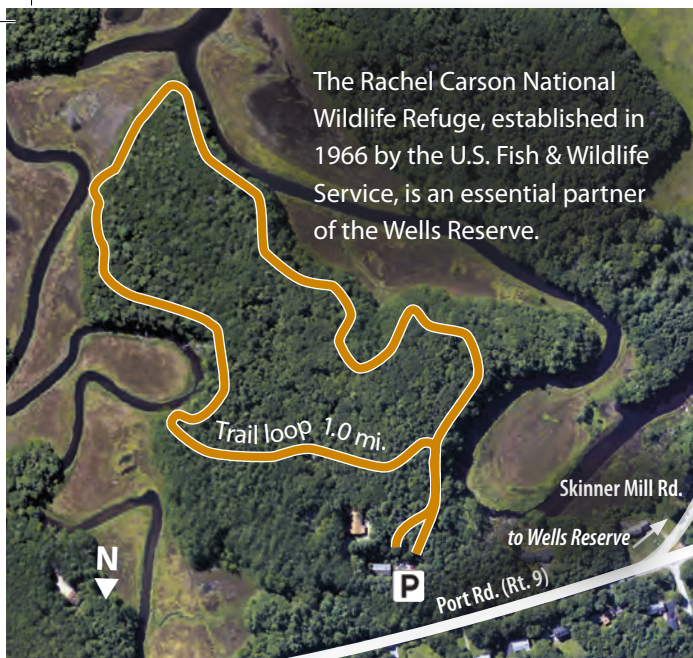 The Rachel Carson National
Wildlife Refuge, established in
1966 by the U.S. Fish & Wildlife
Service, is an essential partner
of the Wells Reserve.
Trail loop 1.0 mi.
Skinner Mill Rd.
to Wells Reserve
N
P
Port Rd. (Rt. 9)